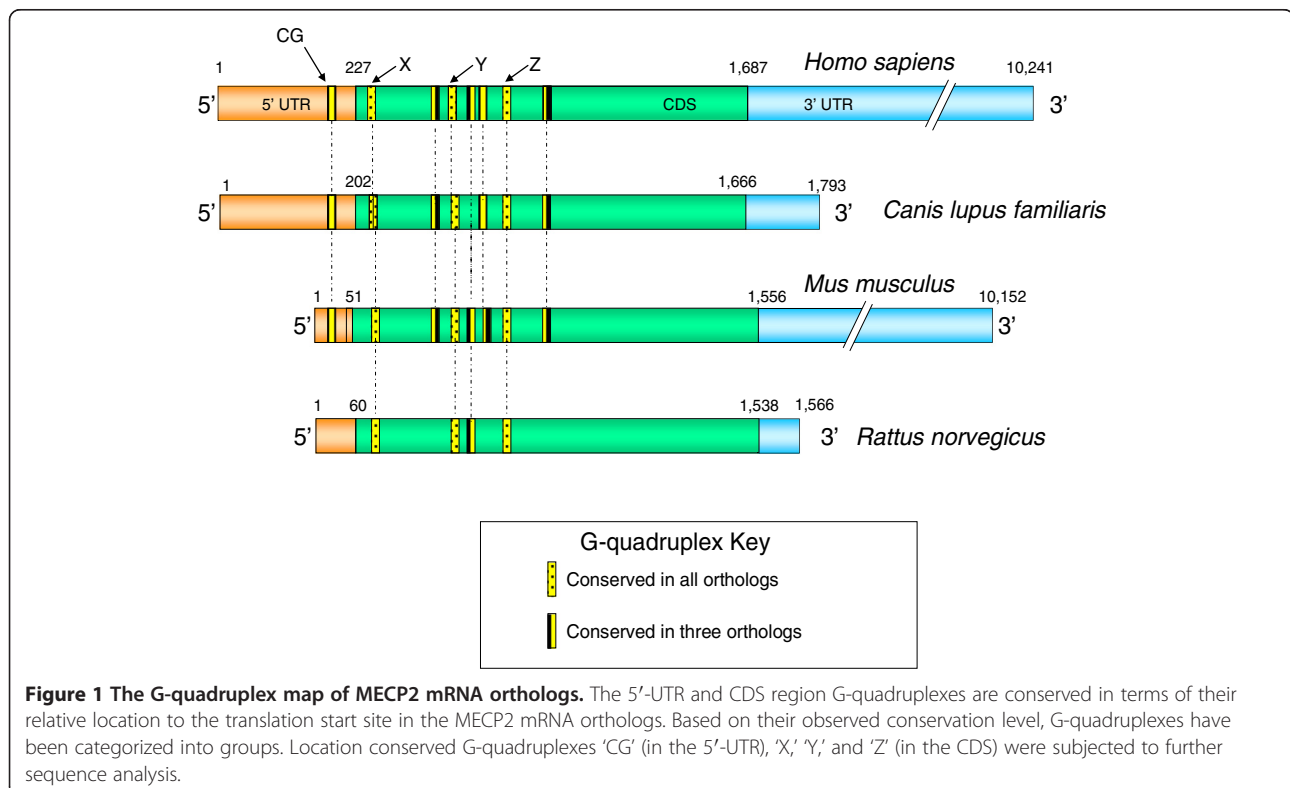 CG
X
Y
Z
1
227
1,687
Homo sapiens
10,241
5’
5’ UTR
CDS
3’ UTR
3’
1
202
1,666
1,793
5’
3’
Canis lupus familiaris
Mus musculus
1
51
1,556
10,152
5’
3’
1
60
1,538
1,566
5’
3’
Rattus norvegicus
G-quadruplex Key
Conserved in all orthologs
Conserved in three orthologs
Figure 1 The G-quadruplex map of MECP2 mRNA orthologs. The 5′-UTR and CDS region G-quadruplexes are conserved in terms of their
relative location to the translation start site in the MECP2 mRNA orthologs. Based on their observed conservation level, G-quadruplexes have
been categorized into groups. Location conserved G-quadruplexes ‘CG’ (in the 5′-UTR), ‘X,’ ‘Y,’ and ‘Z’ (in the CDS) were subjected to further
sequence analysis.